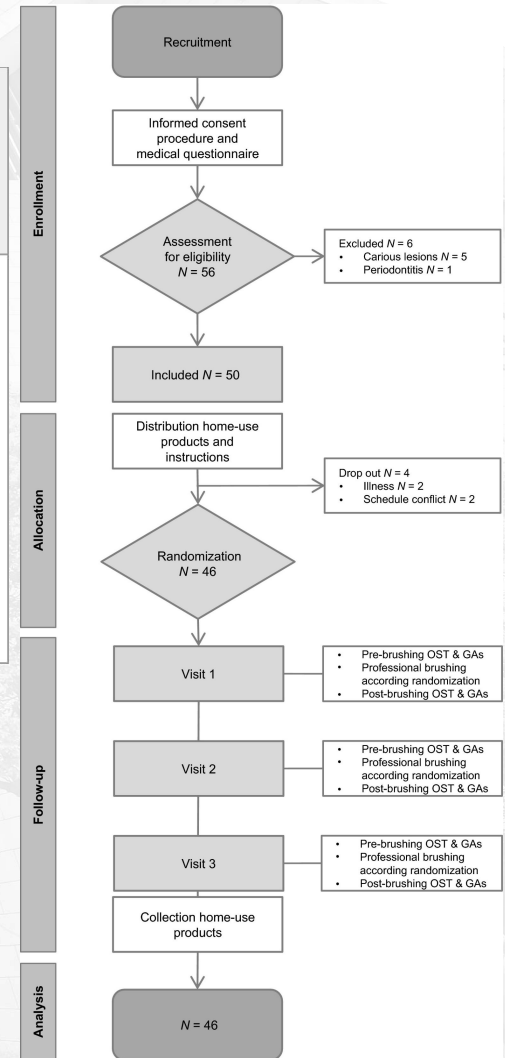 Enrollment
Recruitment
Informed consent
procedure and
medical questionnaire
Assessment
for eligibility
N = 56
Excluded N = 6
• Carious lesions N = 5
• Periodontitis N = 1
Included N = 50
Allocation
Distribution home-use
products and
instructions
Drop out N = 4
• Illness N = 2
• Schedule conflict N = 2
Randomization
N = 46
Follow-up
Visit 1
• Pre-brushing OST & GAs
• Professional brushing
according randomization
• Post-brushing OST & GAs
Visit 2
• Pre-brushing OST & GAs
• Professional brushing
according randomization
• Post-brushing OST & GAs
Visit 3
• Pre-brushing OST & GAs
• Professional brushing
according randomization
• Post-brushing OST & GAs
Collection home-use
products
Analysis
N = 46